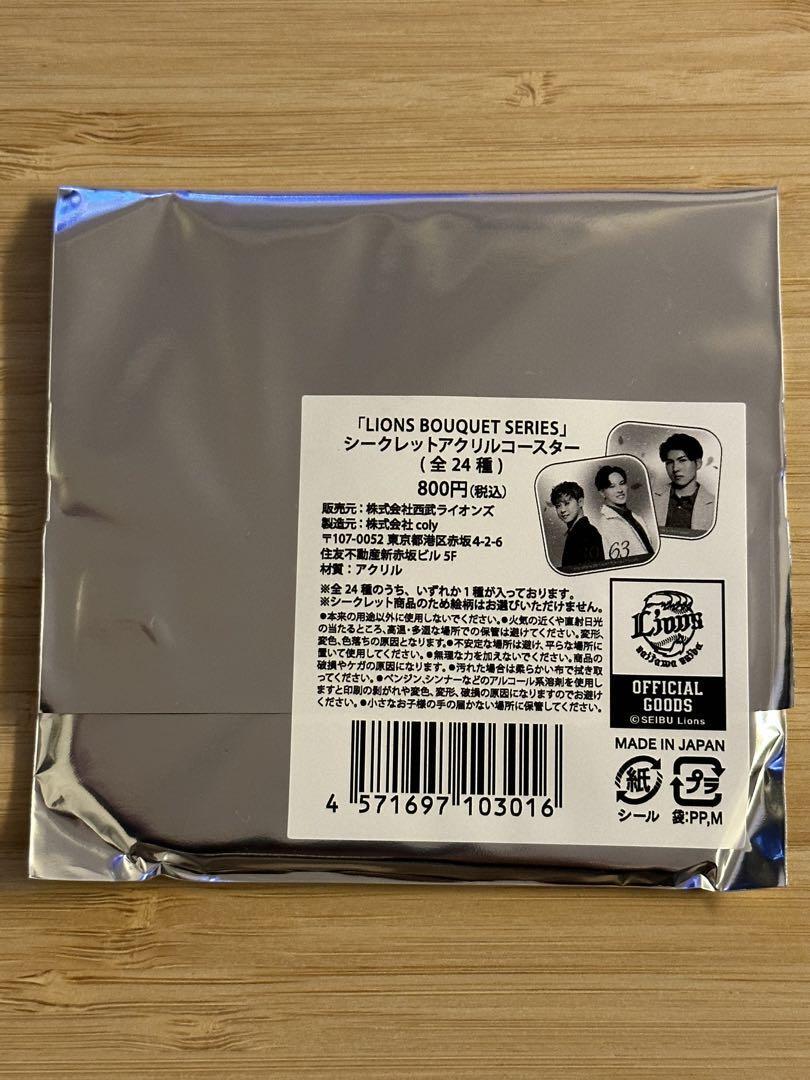 「LIONS BOUQUET SERIES」
シークレットアクリルコースター
(全24種)
800円(税込)
販売元:株式会社西武ライオンズ
製造元:株式会社 coly
〒107-0052 東京都港区赤坂4-2-6
住友不動産新赤坂ビル 5F
材質:アクリル
※全24種のうち、いずれか1種が入っております。
※シークレット商品のため絵柄はお選びいただけません。
●本来の用途以外に使用しないでください。●火気の近くや直射日光
の当たるところ、高温・多湿な場所での保管は避けてください。変形、
変色、色落ちの原因となります。●不安定な場所は避け、平らな場所に
置いて使用してください。●無理な力を加えないでください。商品の
破損やケガの原因になります。●汚れた場合は柔らかい布で拭き取
ってください。●ベンジン、シンナーなどのアルコール系溶剤を使用し
ますと印刷の剥がれや変色、変形、破損の原因になりますのでお避け
ください。●小さなお子様の手の届かない場所に保管してください。
4 571697 103016
63
Lions
saitama seibu
OFFICIAL
GOODS
©SEIBU Lions
MADE IN JAPAN
紙
プラ
シール
袋:PP,M